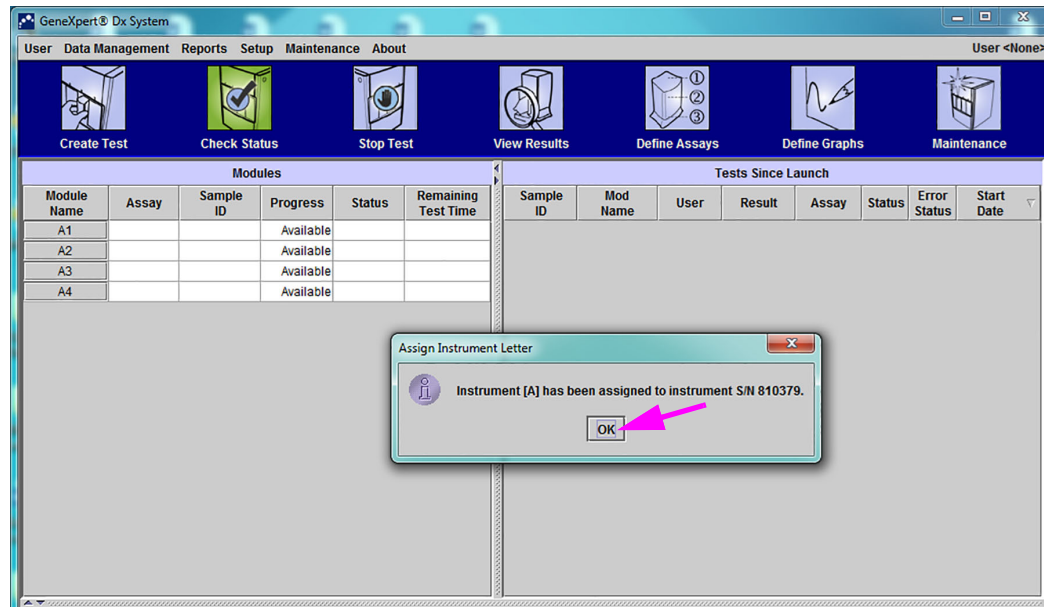 GeneXpert® Dx System
User Data Management Reports Setup Maintenance About User <None>
Create Test Check Status Stop Test View Results Define Assays Define Graphs Maintenance
1
2
3
Modules
Tests Since Launch
Module Name Assay Sample ID Progress Status Remaining Test Time
Sample ID Mod Name User Result Assay Status Error Status Start Date
A1 Available
A2 Available
A3 Available
A4 Available
Assign Instrument Letter
Instrument [A] has been assigned to instrument S/N 810379.
OK